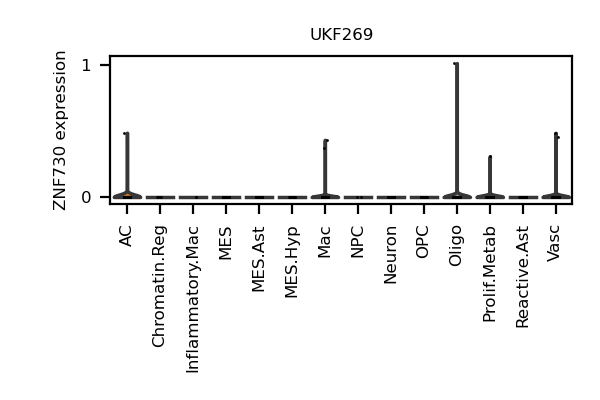 UKF269
ZNF730 expression
1
0
AC
Chromatin.Reg
Inflammatory.Mac
MES
MES.Ast
MES.Hyp
Mac
NPC
Neuron
OPC
Oligo
Prolif.Metab
Reactive.Ast
Vasc